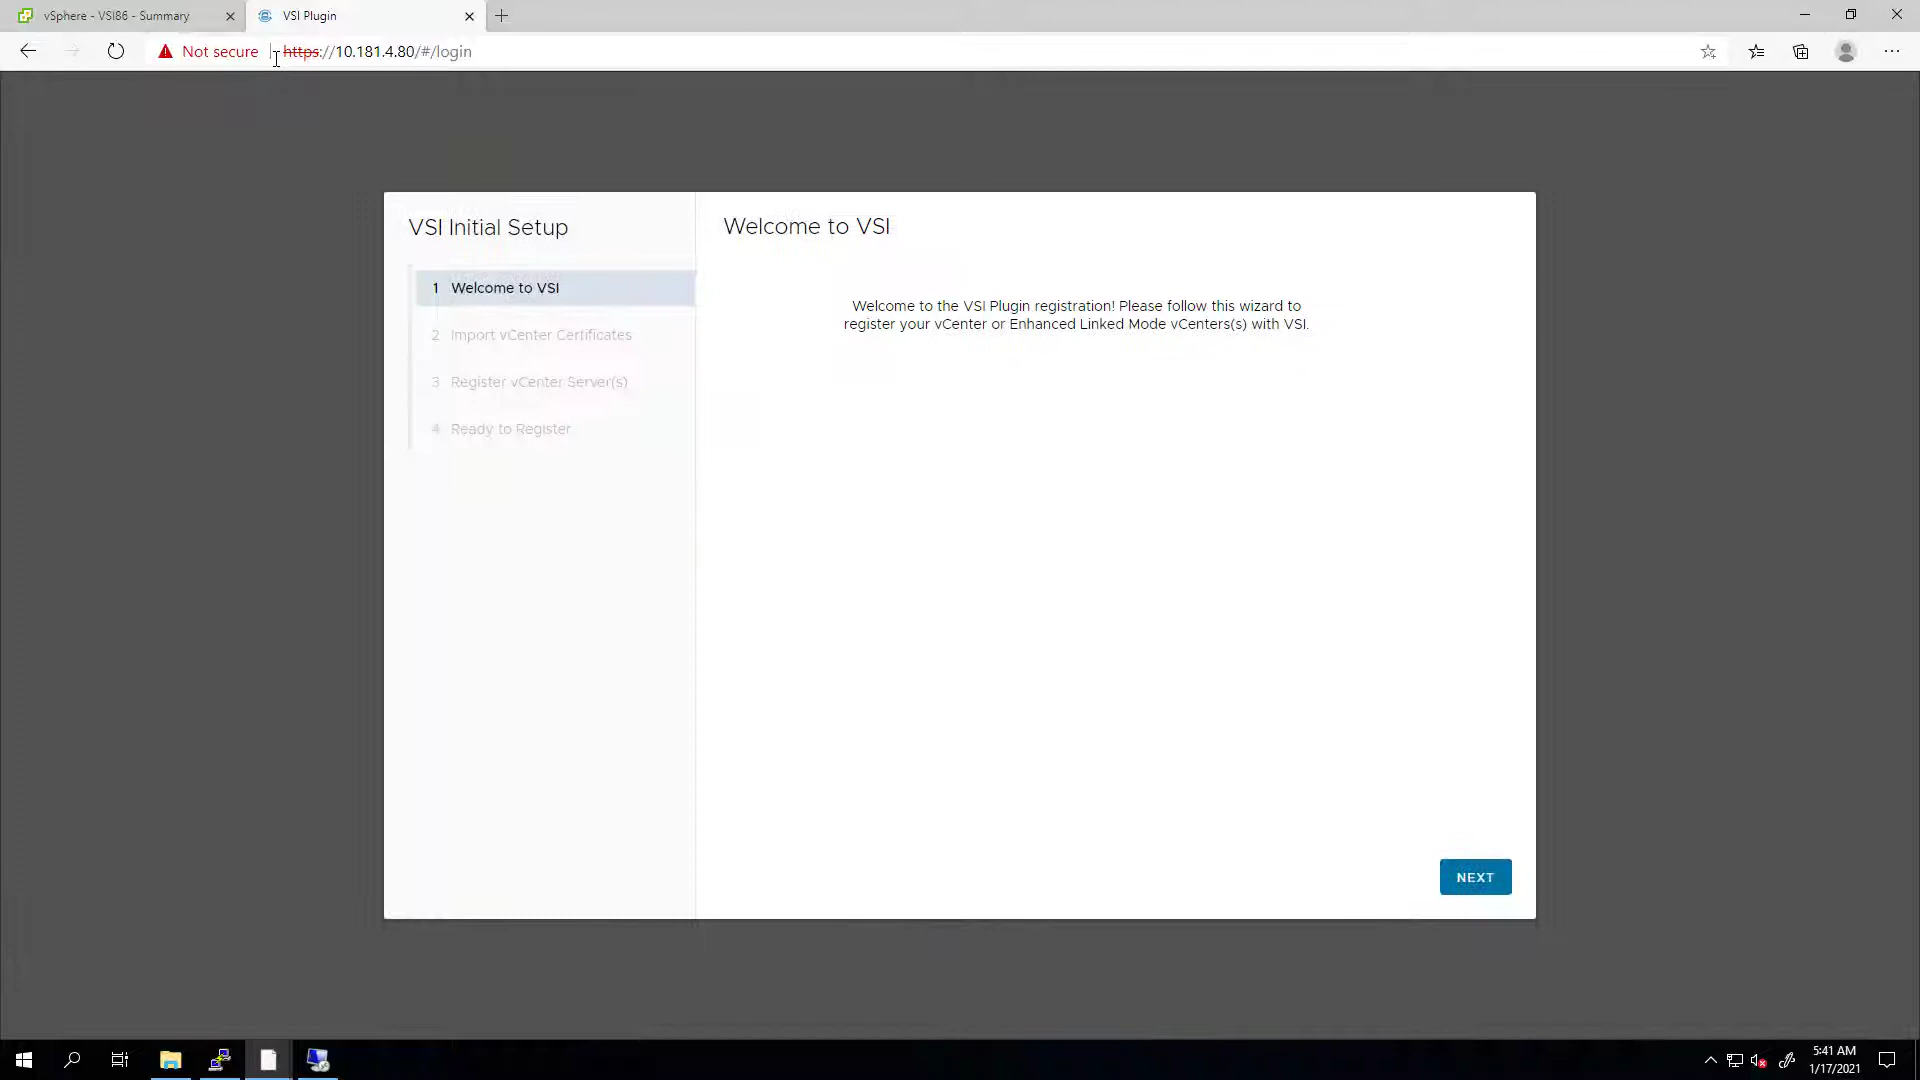 vSphere - VSI86 - Summary
VSI Plugin
Not secure
https://10.181.4.80/#/login
VSI Initial Setup
1 Welcome to VSI
2 Import vCenter Certificates
3 Register vCenter Server(s)
4 Ready to Register
Welcome to VSI
Welcome to the VSI Plugin registration! Please follow this wizard to
register your vCenter or Enhanced Linked Mode vCenters(s) with VSI.
NEXT
5:41 AM
1/17/2021